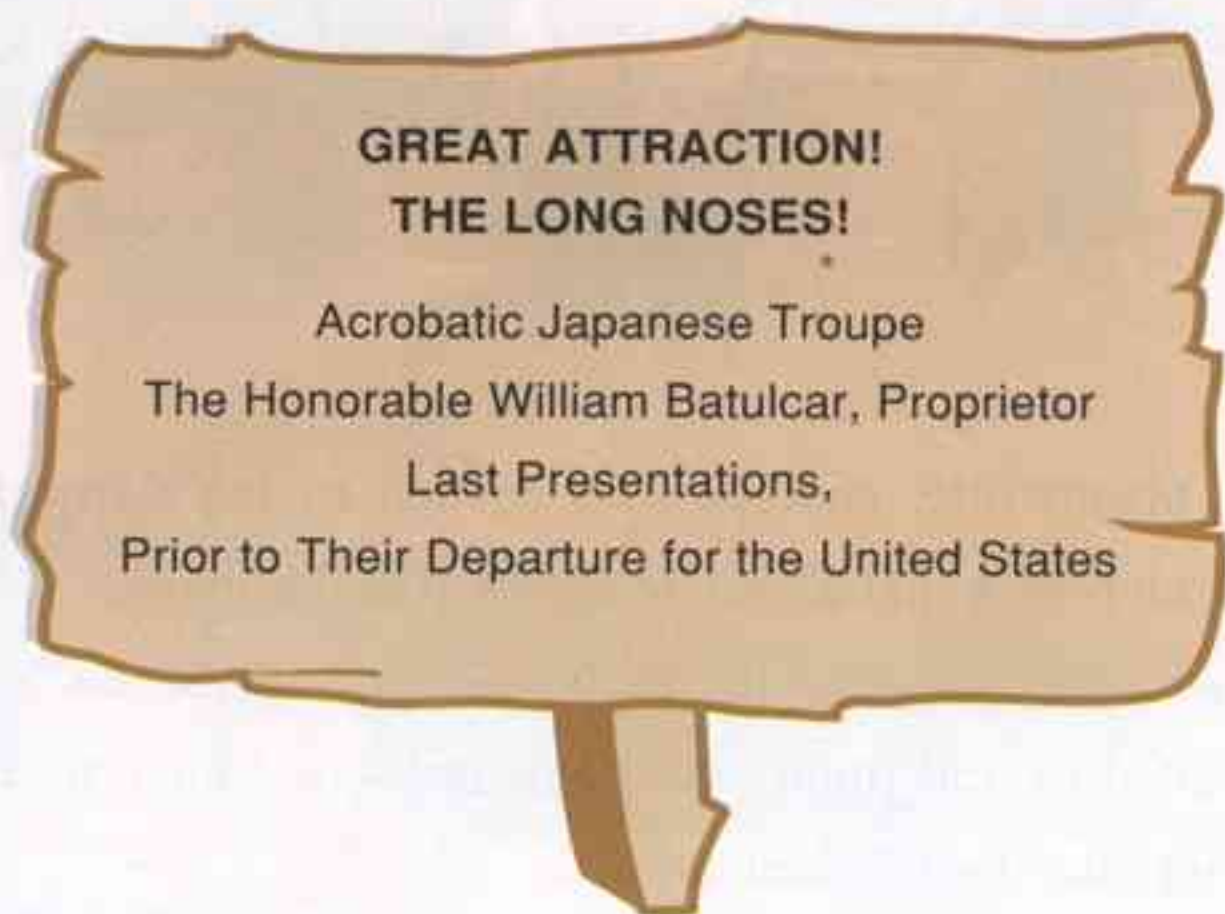 GREAT ATTRACTION!
THE LONG NOSES!
Acrobatic Japanese Troupe
The Honorable William Batulcar, Proprietor
Last Presentations,
Prior to Their Departure for the United States